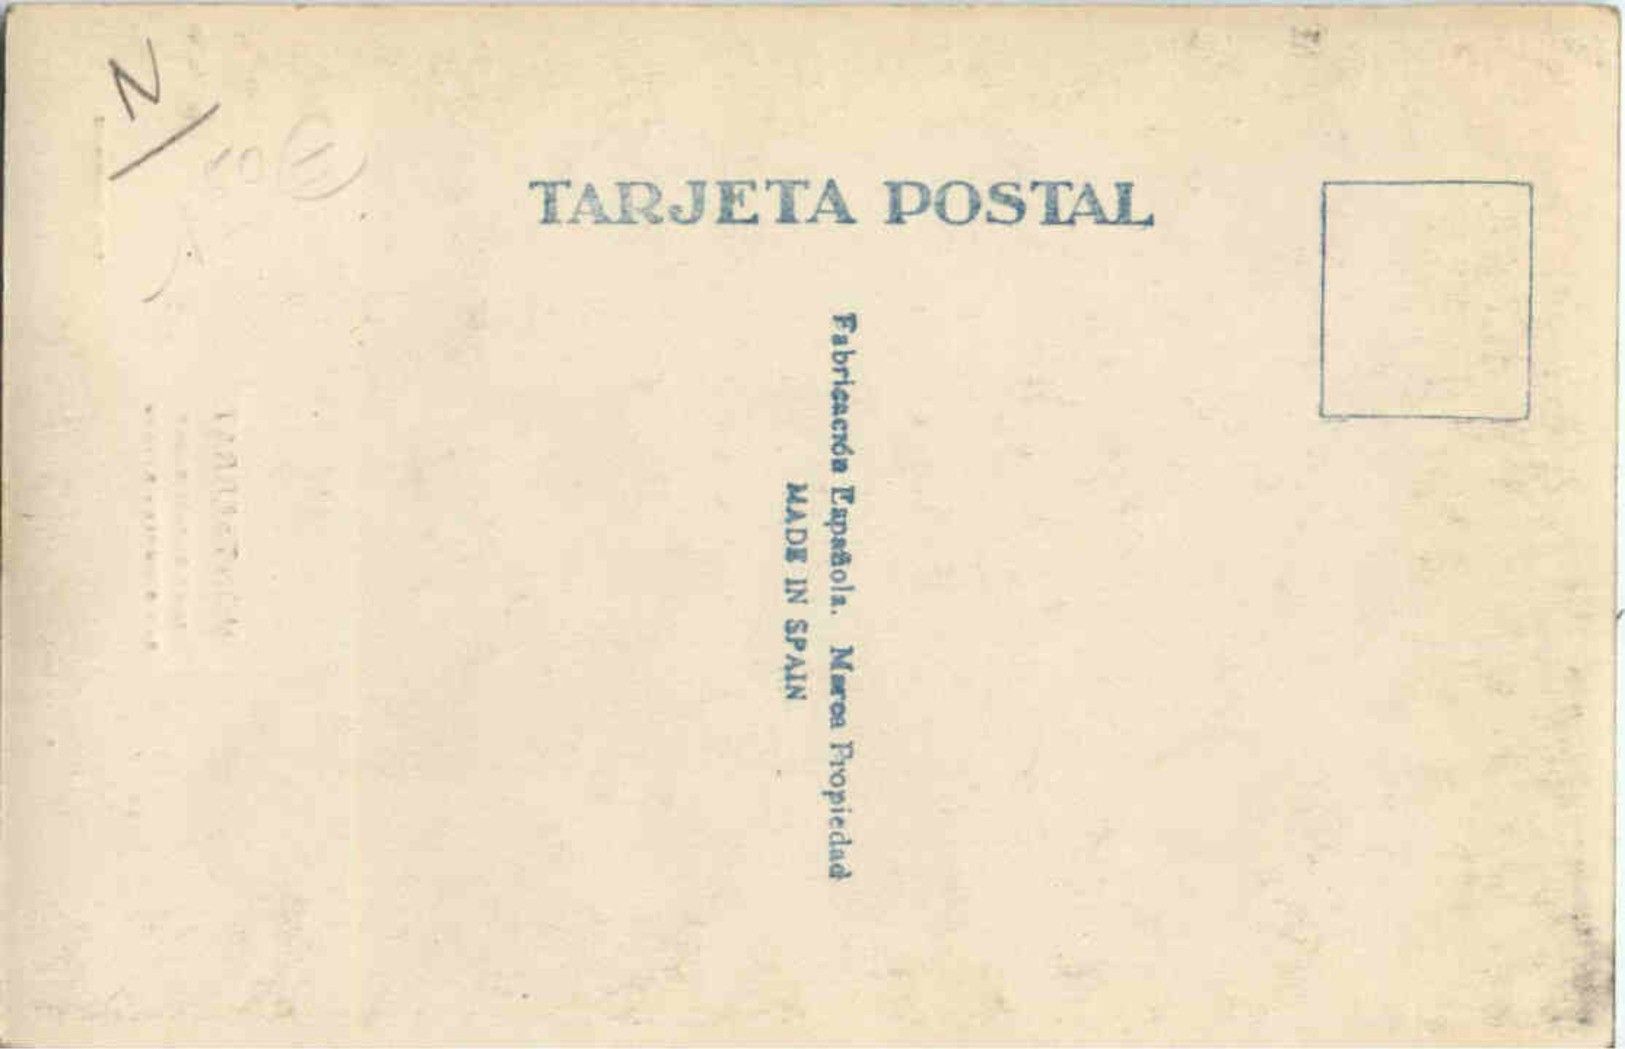 N
TARJETA POSTAL
Fabricación Española. Marca Propiedad
MADE IN SPAIN